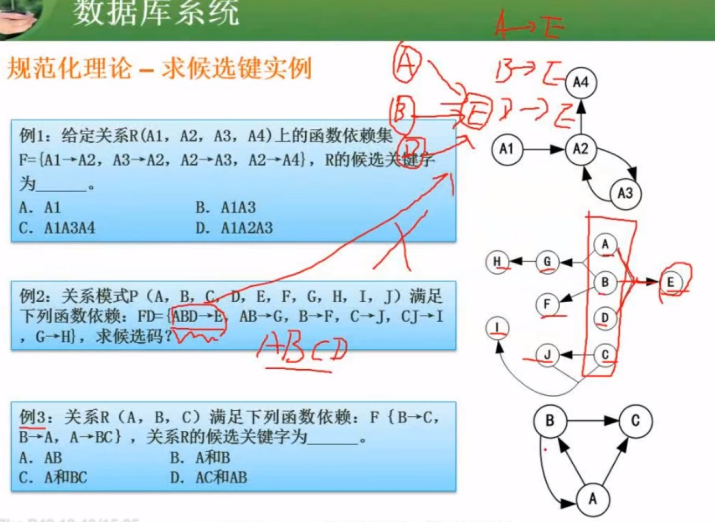 数据库系统
规范化理论 – 求候选键实例
例1: 给定关系R(A1, A2, A3, A4)上的函数依赖集
F={A1→A2, A3→A2, A2→A3, A2→A4}, R的候选关键字
为_____。
A. A1 B. A1A3
C. A1A3A4 D. A1A2A3
A→E
B→E
D→E
A
B
D
E
A4
A1
A2
A3
例2: 关系模式P (A, B, C, D, E, F, G, H, I, J) 满足
下列函数依赖: FD={ABD→E, AB→G, B→F, C→J, CJ→I
, G→H}, 求候选码?
ABCD
A
H
G
B
E
F
D
I
J
C
例3: 关系R (A, B, C) 满足下列函数依赖: F {B→C,
B→A, A→BC}, 关系R的候选关键字为_____。
A. AB B. A和B
C. A和BC D. AC和AB
B
C
A